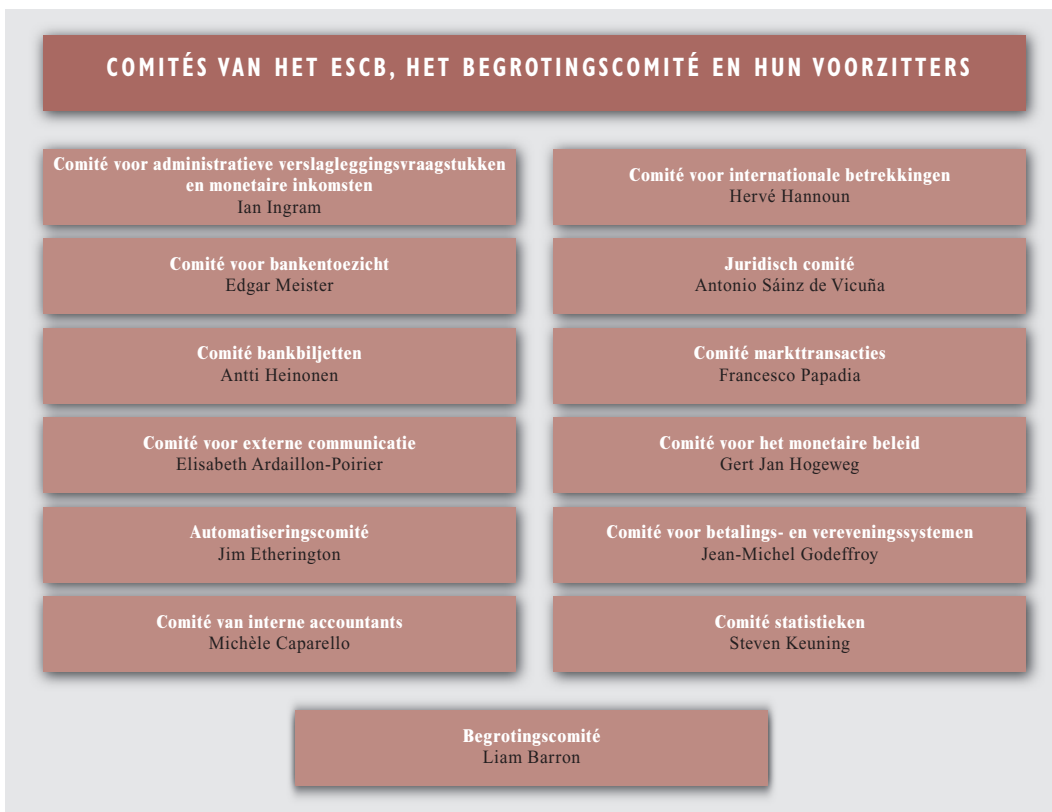 COMITÉS VAN HET ESCB, HET BEGROTINGSCOMITÉ EN HUN VOORZITTERS
Comité voor administratieve verslagleggingsvraagstukken
en monetaire inkomsten
Ian Ingram
Comité voor bankentoezicht
Edgar Meister
Comité bankbiljetten
Antti Heinonen
Comité voor externe communicatie
Elisabeth Ardaillon-Poirier
Automatiseringscomité
Jim Etherington
Comité van interne accountants
Michèle Caparello
Comité voor internationale betrekkingen
Hervé Hannoun
Juridisch comité
Antonio Sáinz de Vicuña
Comité markttransacties
Francesco Papadia
Comité voor het monetaire beleid
Gert Jan Hogeweg
Comité voor betalings- en vereveningssystemen
Jean-Michel Godeffroy
Comité statistieken
Steven Keuning
Begrotingscomité
Liam Barron